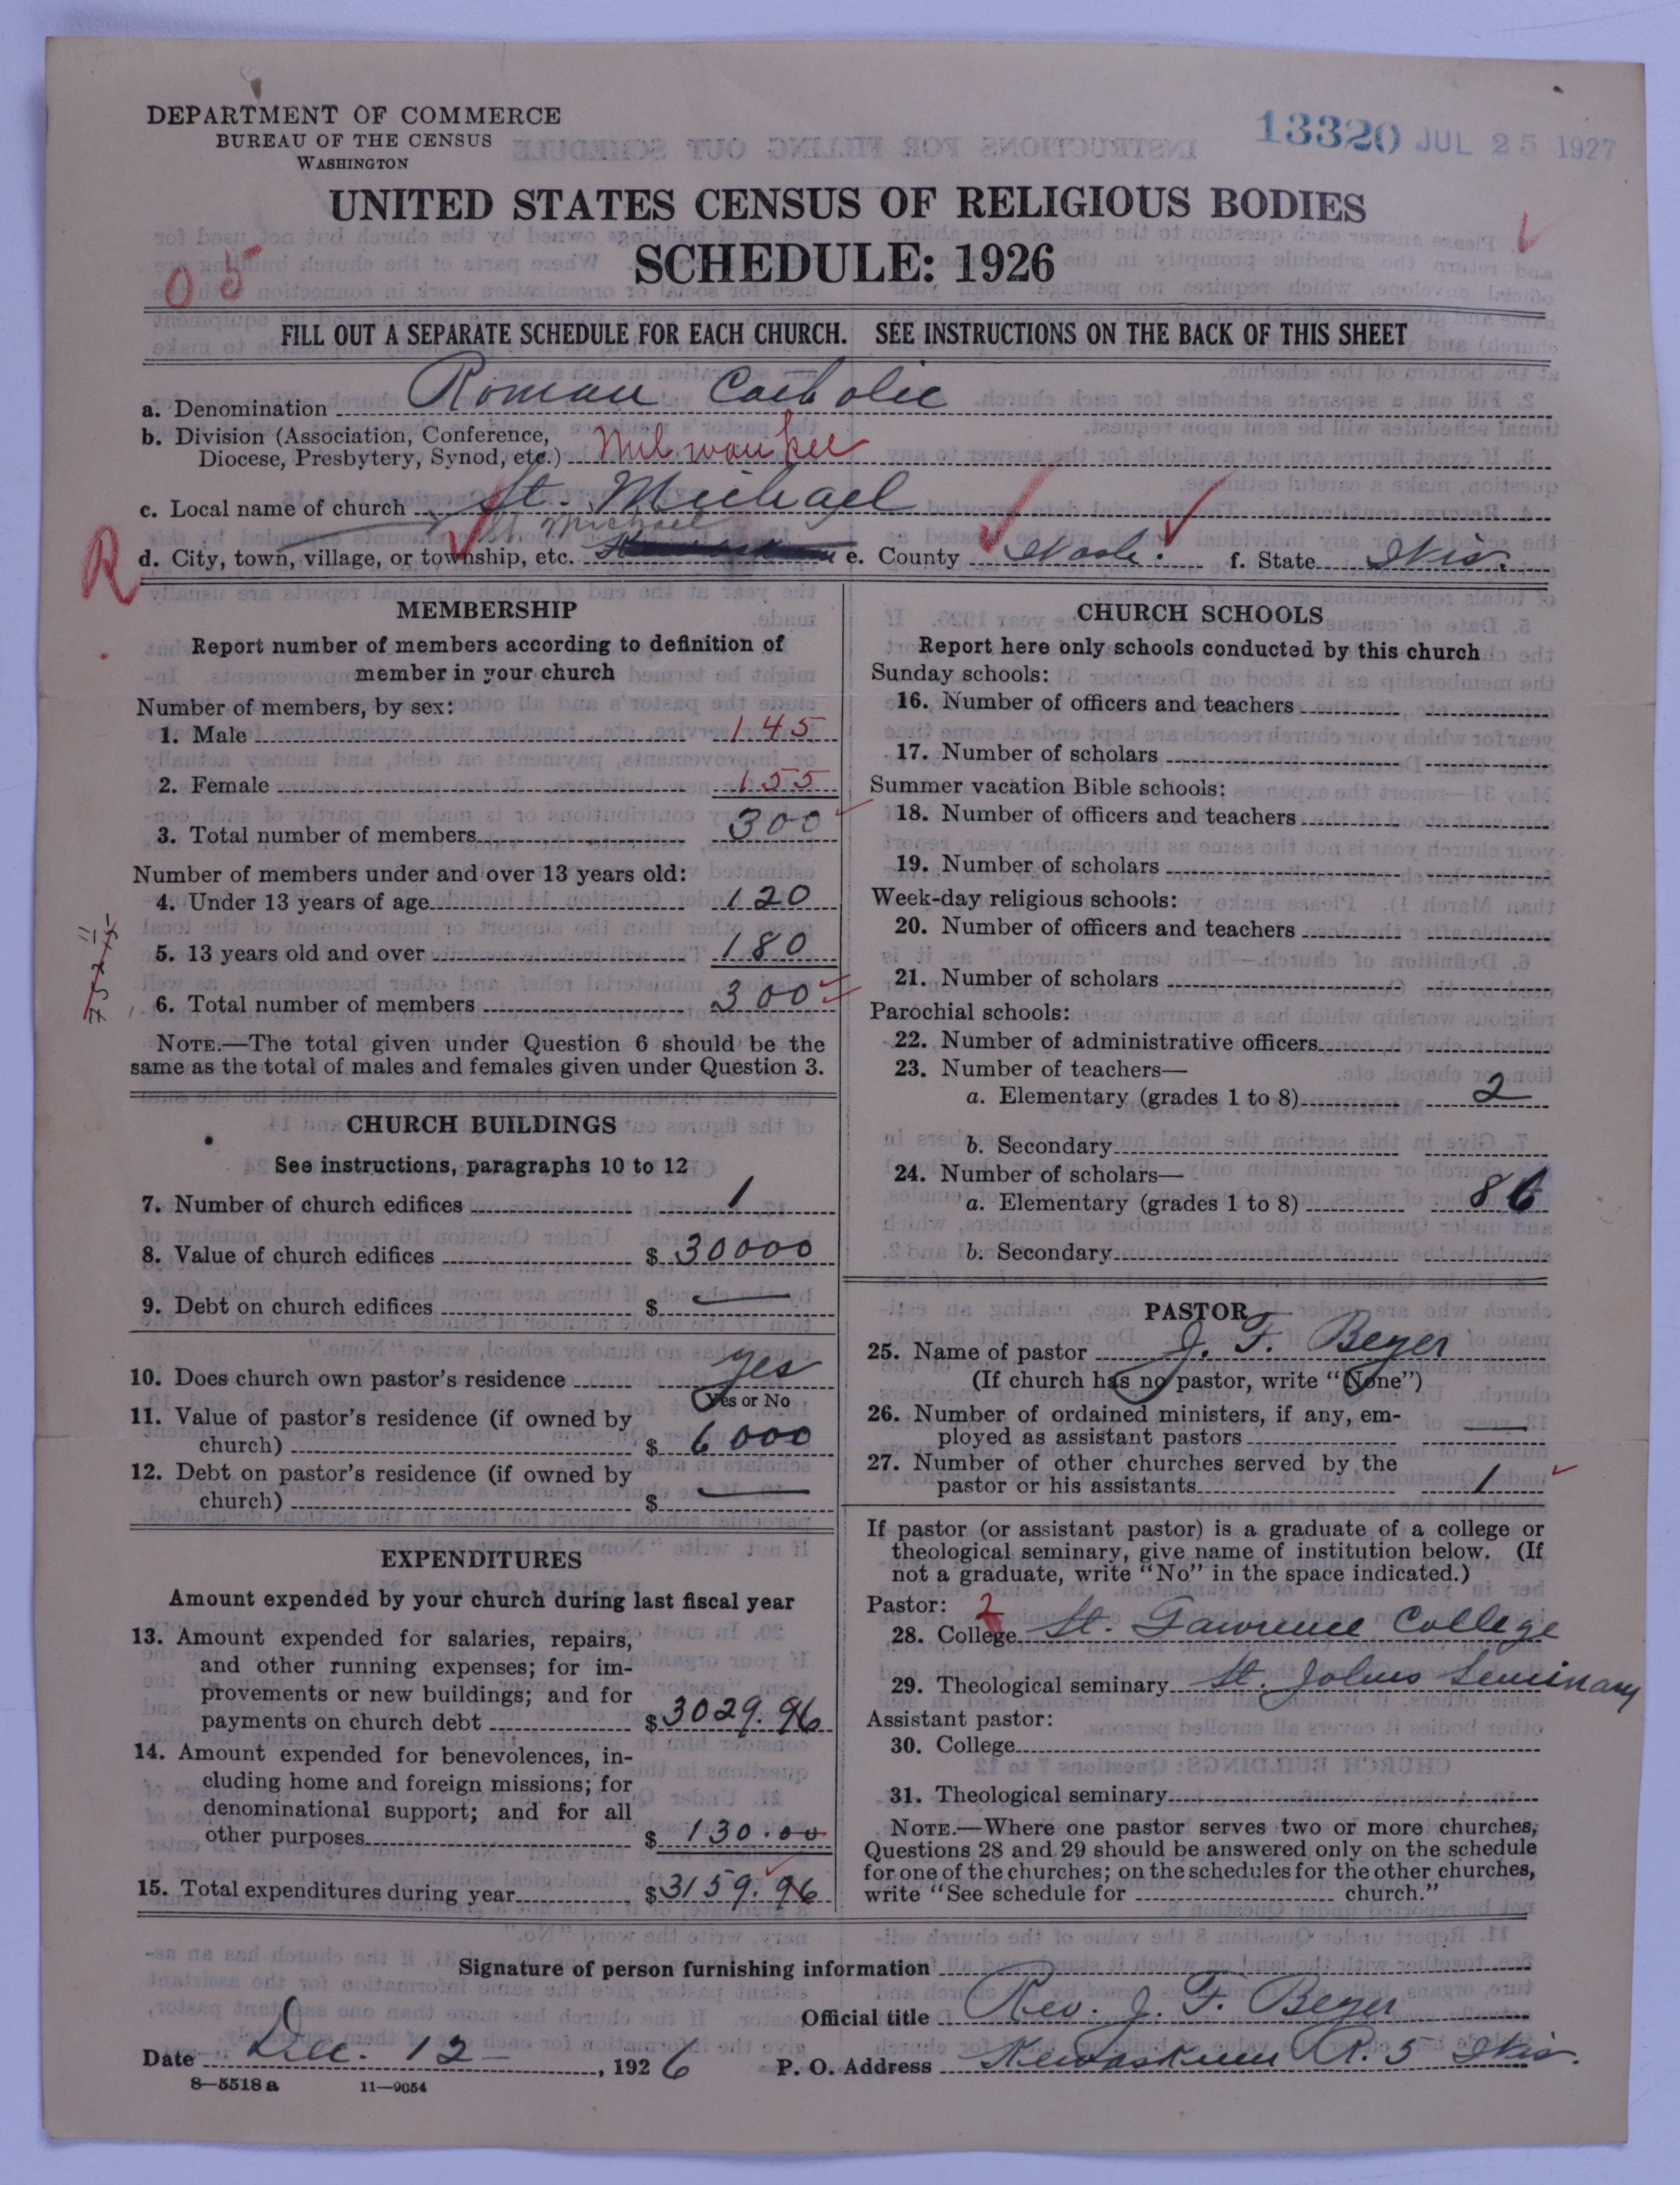 DEPARTMENT OF COMMERCE
BUREAU OF THE CENSUS
WASHINGTON
13320 JUL 25 1927
UNITED STATES CENSUS OF RELIGIOUS BODIES
SCHEDULE: 1926
05
FILL OUT A SEPARATE SCHEDULE FOR EACH CHURCH. SEE INSTRUCTIONS ON THE BACK OF THIS SHEET
a. Denomination Roman Catholic
b. Division (Association, Conference,
Diocese, Presbytery, Synod, etc.) Milwaukee
c. Local name of church St. Michael
St Michael
R d. City, town, village, or township, etc. e. County Wash. f. State Wis.
MEMBERSHIP
Report number of members according to definition of
member in your church
Number of members, by sex:
1. Male 145
2. Female 155
3. Total number of members 300
Number of members under and over 13 years old:
4. Under 13 years of age 120
5. 13 years old and over 180
6. Total number of members 300
NOTE.—The total given under Question 6 should be the
same as the total of males and females given under Question 3.
CHURCH BUILDINGS
See instructions, paragraphs 10 to 12
7. Number of church edifices 1
8. Value of church edifices $ 30000
9. Debt on church edifices $ —
10. Does church own pastor's residence yes
Yes or No
11. Value of pastor's residence (if owned by
church) $ 6000
12. Debt on pastor's residence (if owned by
church) $ —
EXPENDITURES
Amount expended by your church during last fiscal year
13. Amount expended for salaries, repairs,
and other running expenses; for im-
provements or new buildings; and for
payments on church debt $ 3029.96
14. Amount expended for benevolences, in-
cluding home and foreign missions; for
denominational support; and for all
other purposes $ 130.00
15. Total expenditures during year $ 3159.96
CHURCH SCHOOLS
Report here only schools conducted by this church
Sunday schools:
16. Number of officers and teachers
17. Number of scholars
Summer vacation Bible schools:
18. Number of officers and teachers
19. Number of scholars
Week-day religious schools:
20. Number of officers and teachers
21. Number of scholars
Parochial schools:
22. Number of administrative officers
23. Number of teachers—
a. Elementary (grades 1 to 8) 2
b. Secondary
24. Number of scholars—
a. Elementary (grades 1 to 8) 86
b. Secondary
PASTOR
25. Name of pastor J. F. Beyer
(If church has no pastor, write "None")
26. Number of ordained ministers, if any, em-
ployed as assistant pastors —
27. Number of other churches served by the
pastor or his assistants 1
If pastor (or assistant pastor) is a graduate of a college or
theological seminary, give name of institution below. (If
not a graduate, write "No" in the space indicated.)
Pastor: 2
28. College St. Lawrence College
29. Theological seminary St. Johns Seminary
Assistant pastor:
30. College
31. Theological seminary
NOTE.—Where one pastor serves two or more churches,
Questions 28 and 29 should be answered only on the schedule
for one of the churches; on the schedules for the other churches,
write "See schedule for church."
Signature of person furnishing information
Official title Rev. J. F. Beyer
Date Dec. 12, 1926 P. O. Address Kewaskum R. 5 Wis.
8—5518 a 11—9054